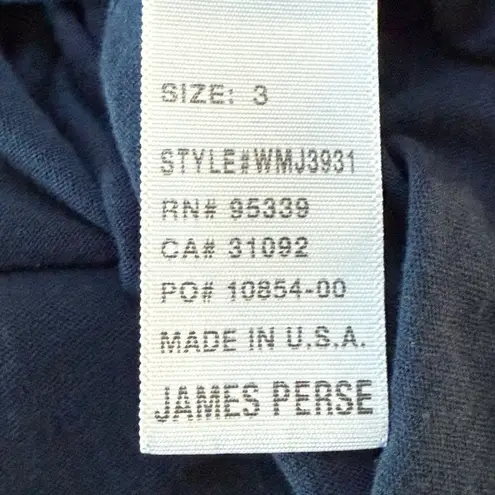 SIZE: 3
STYLE#WMJ3931
RN# 95339
CA# 31092
PO# 10854-00
MADE IN U.S.A.
JAMES PERSE